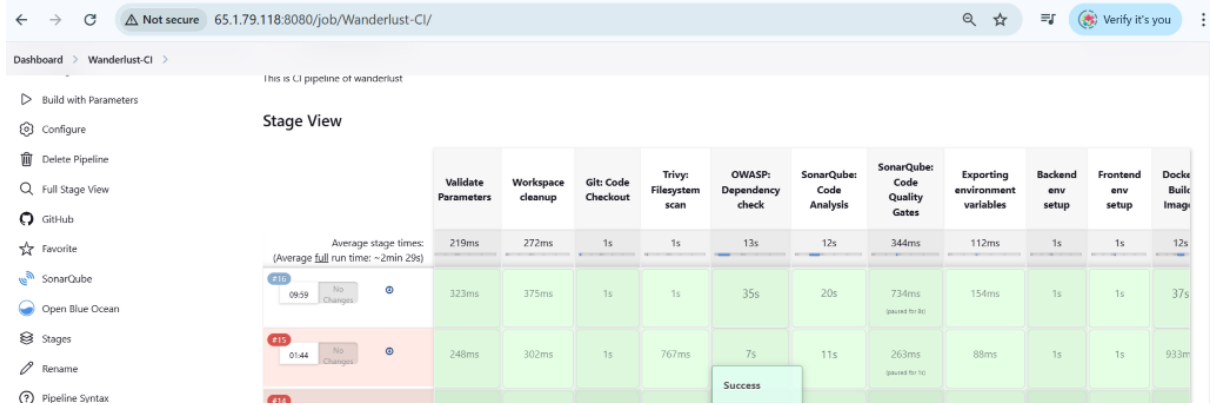 Not secure 65.1.79.118:8080/job/Wanderlust-CI/
Verify it's you
Dashboard > Wanderlust-CI >
This is CI pipeline of wanderlust
Build with Parameters
Configure
Delete Pipeline
Full Stage View
GitHub
Favorite
SonarQube
Open Blue Ocean
Stages
Rename
Pipeline Syntax
Stage View
Validate Parameters
Workspace cleanup
Git: Code Checkout
Trivy: Filesystem scan
OWASP: Dependency check
SonarQube: Code Analysis
SonarQube: Code Quality Gates
Exporting environment variables
Backend env setup
Frontend env setup
Docke Build Image
Average stage times: 219ms 272ms 1s 1s 13s 12s 344ms 112ms 1s 1s 12s
(Average full run time: ~2min 29s)
#16
09:59 No Changes 323ms 375ms 1s 1s 35s 20s 734ms 154ms 1s 1s 37s
(paused for 8s)
#15
01:44 No Changes 248ms 302ms 1s 767ms 7s 11s 263ms 88ms 1s 1s 933m
(paused for 1s)
Success
#14